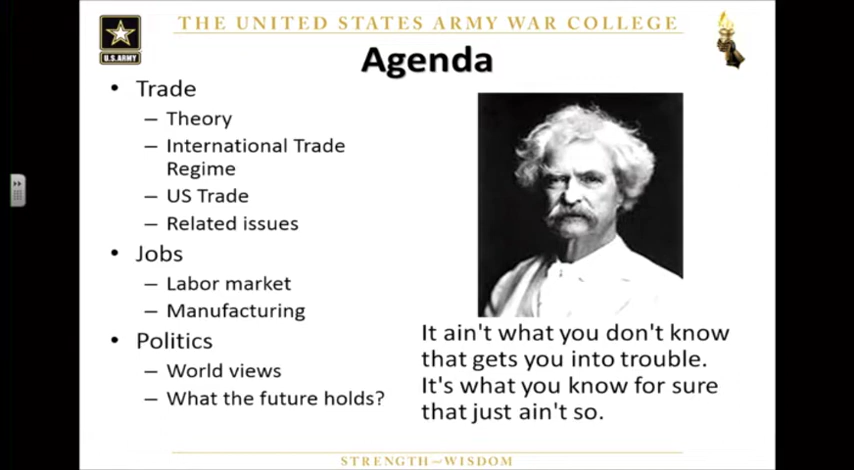 THE UNITED STATES ARMY WAR COLLEGE
U.S.ARMY
Agenda
• Trade
– Theory
– International Trade
Regime
– US Trade
– Related issues
• Jobs
– Labor market
– Manufacturing
• Politics
– World views
– What the future holds?
It ain't what you don't know
that gets you into trouble.
It's what you know for sure
that just ain't so.
STRENGTH—WISDOM